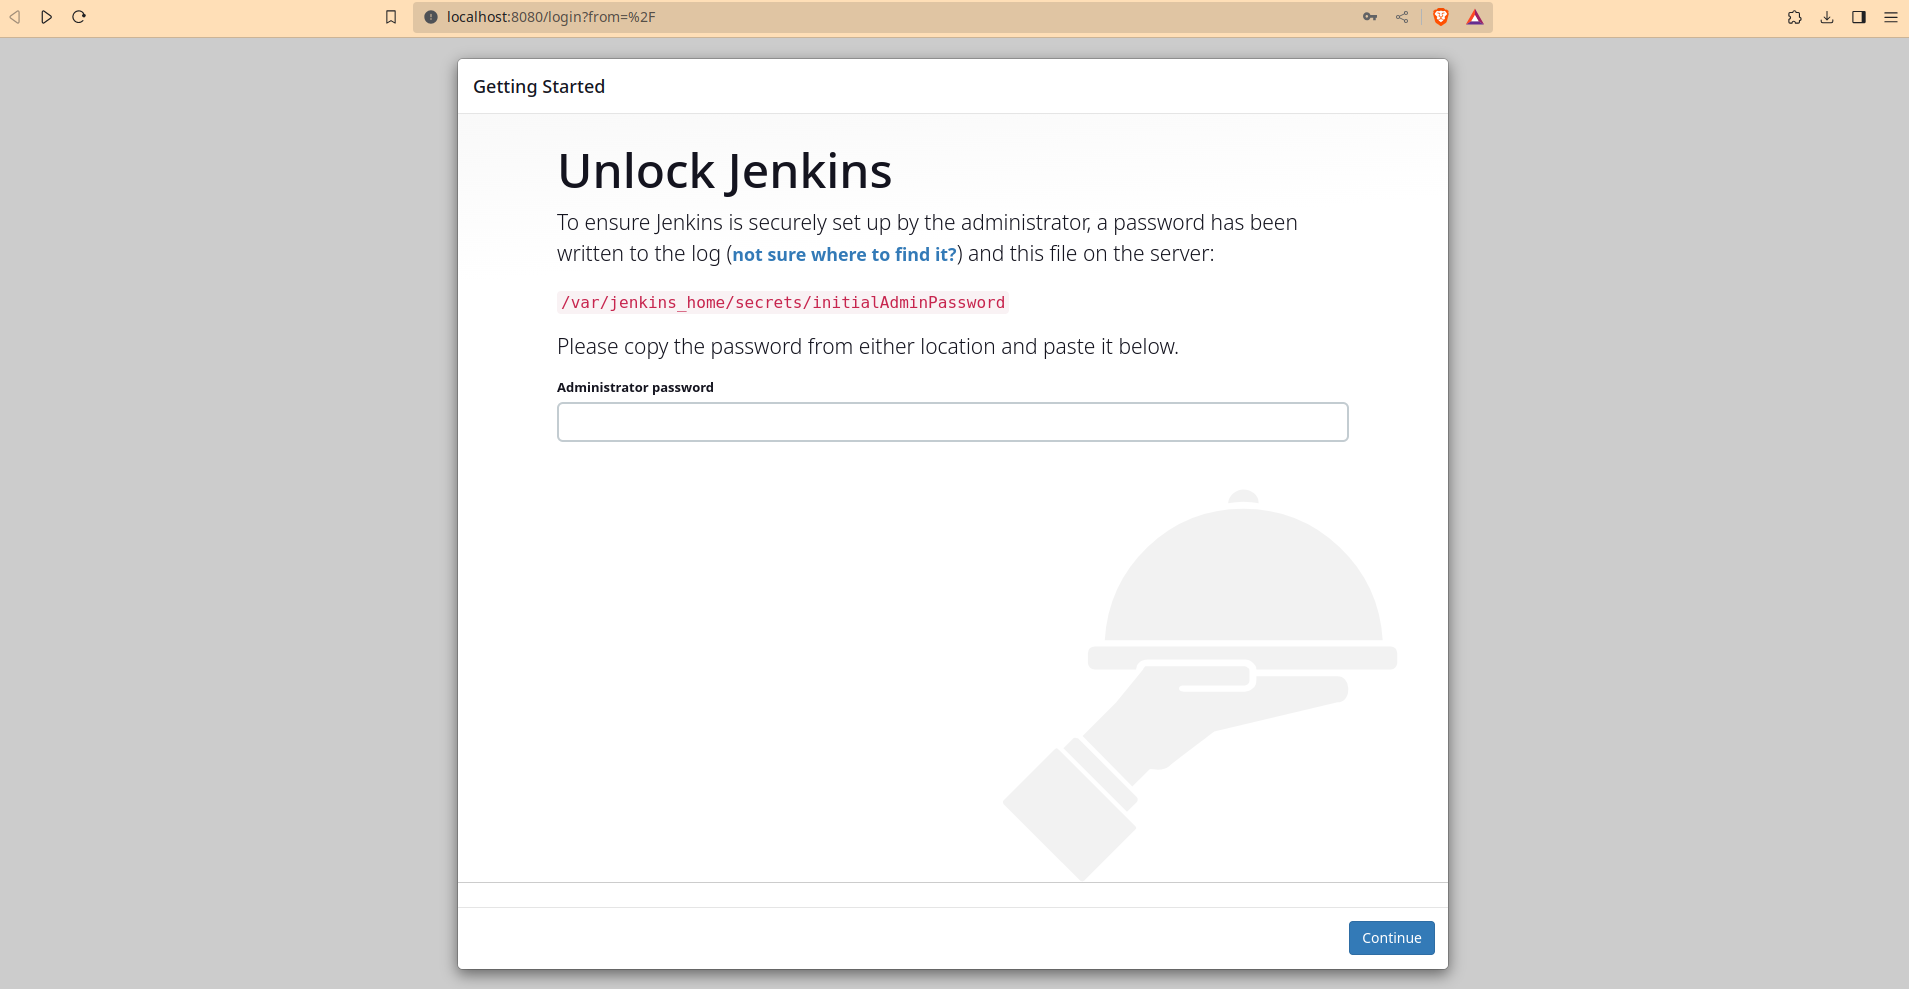 localhost:8080/login?from=%2F
Getting Started
Unlock Jenkins
To ensure Jenkins is securely set up by the administrator, a password has been
written to the log (not sure where to find it?) and this file on the server:
/var/jenkins_home/secrets/initialAdminPassword
Please copy the password from either location and paste it below.
Administrator password
Continue